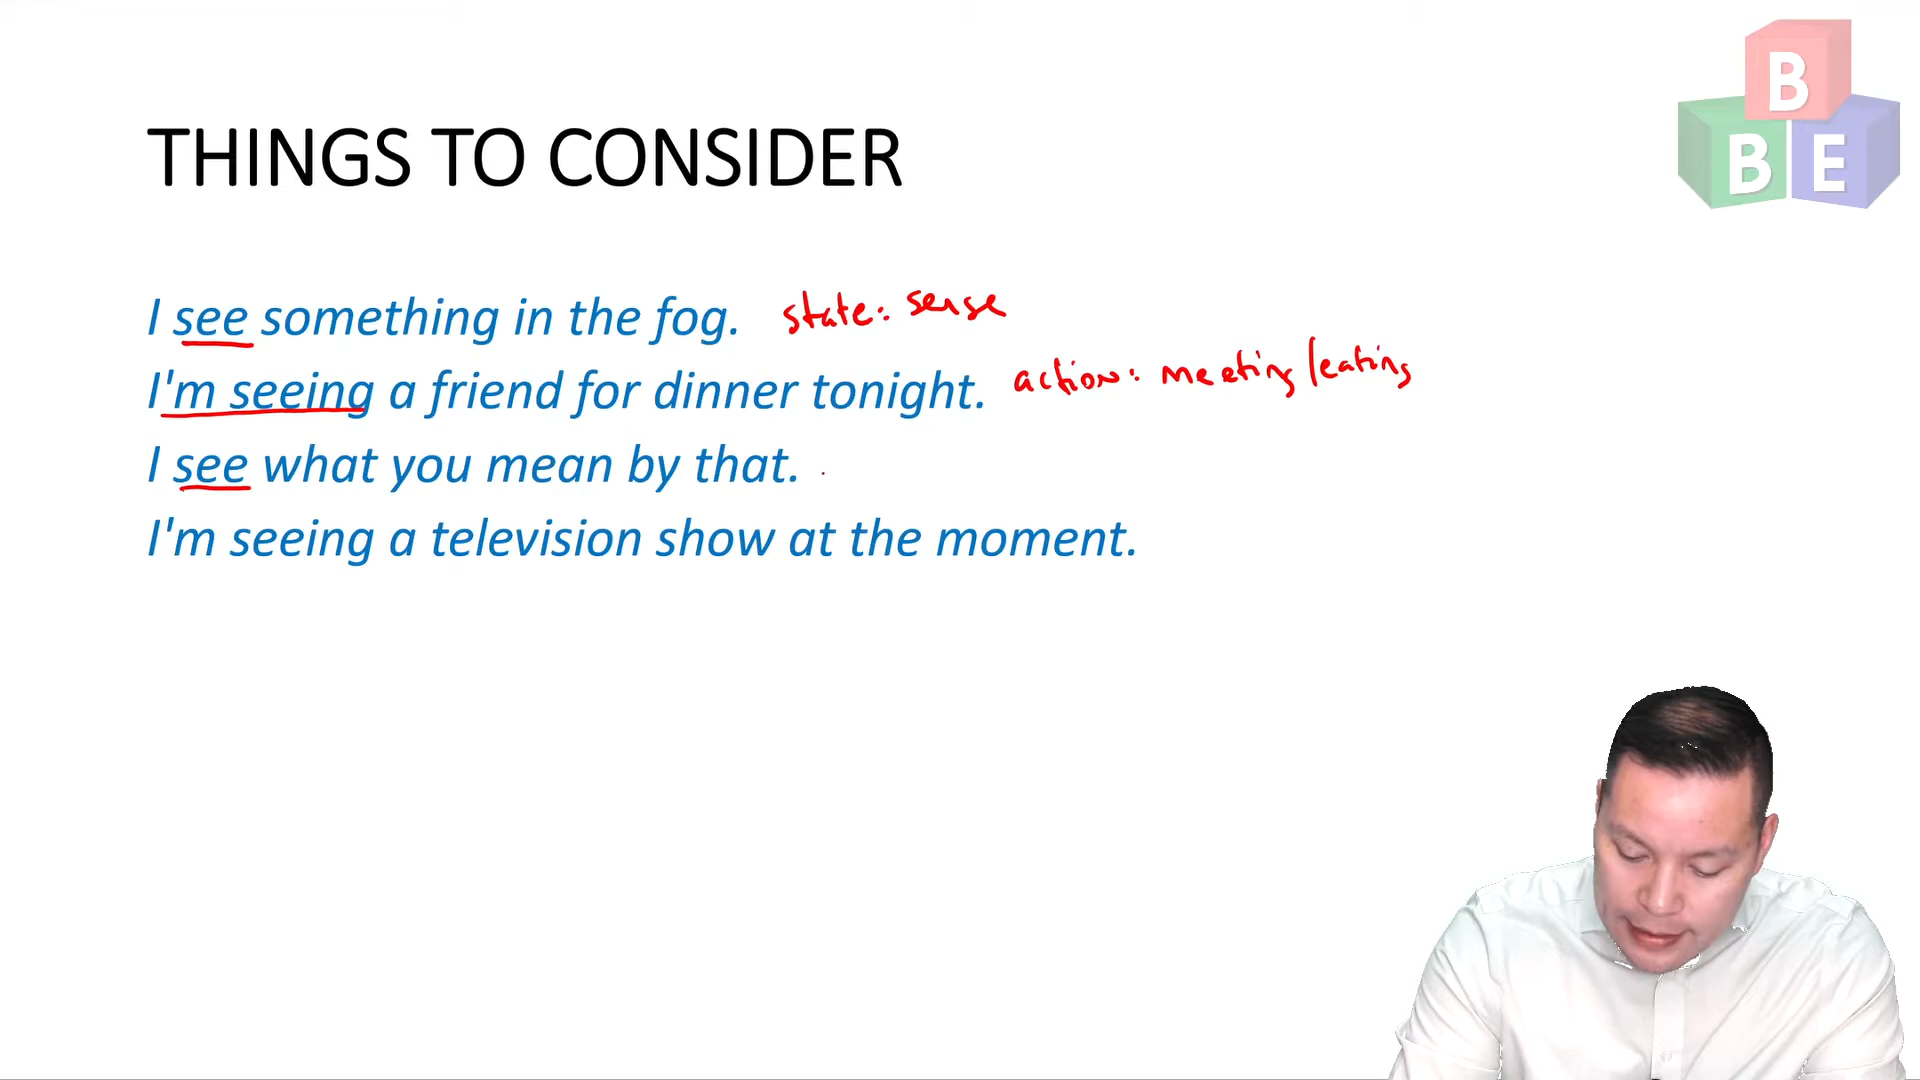 B
B E
THINGS TO CONSIDER
I see something in the fog. state: sense
I'm seeing a friend for dinner tonight. action: meeting/eating
I see what you mean by that.
I'm seeing a television show at the moment.